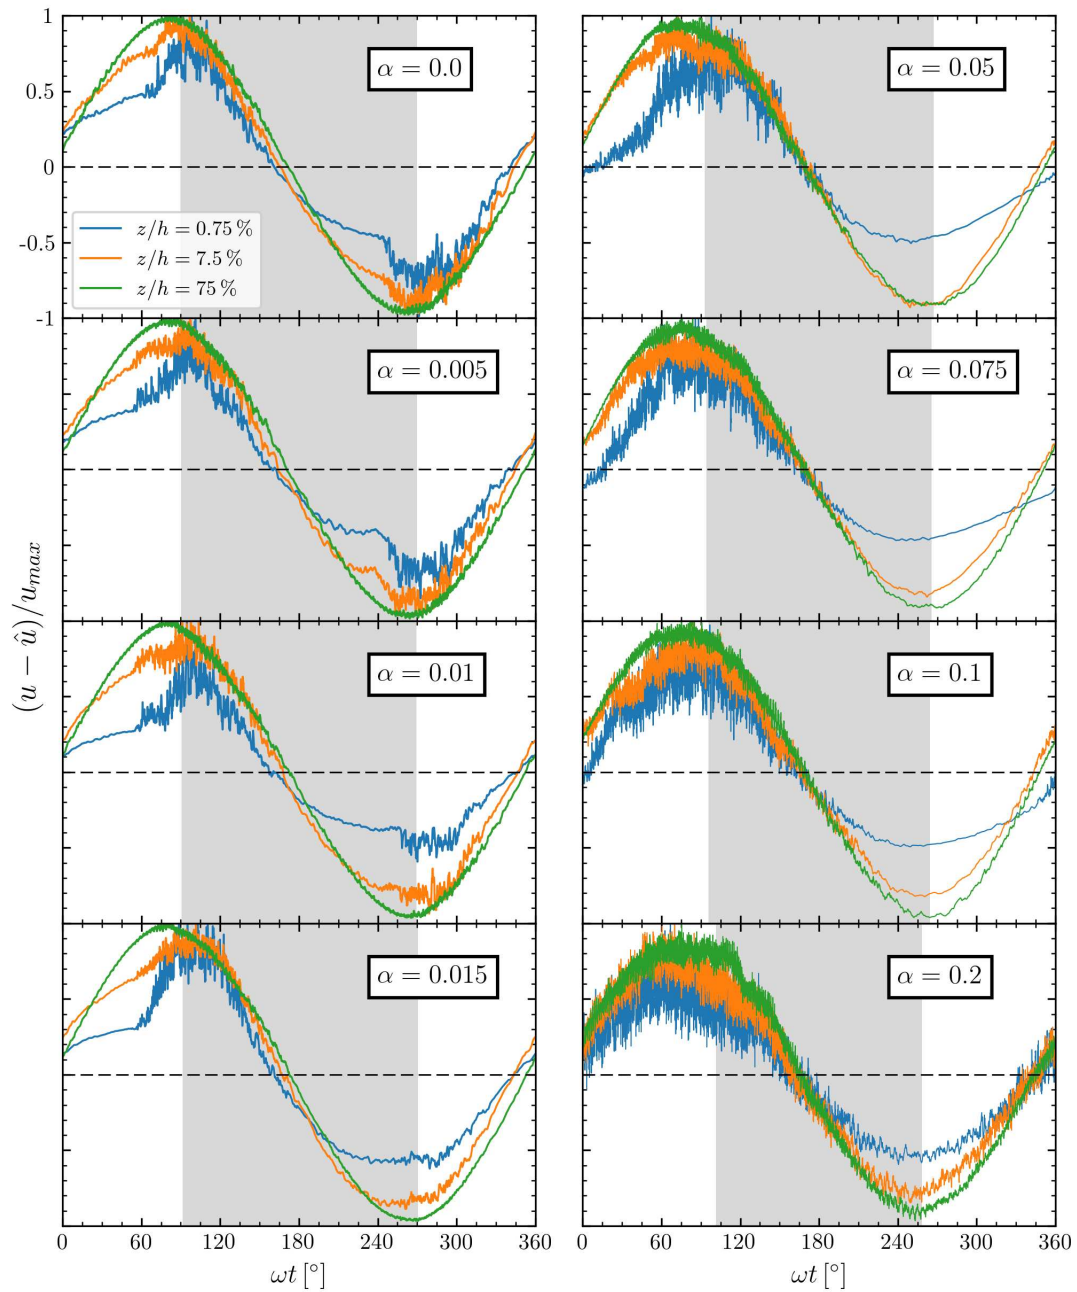 1
0.5
0
-0.5
-1
α = 0.0
z/h = 0.75 %
z/h = 7.5 %
z/h = 75 %
α = 0.05
α = 0.005
α = 0.075
α = 0.01
α = 0.1
α = 0.015
α = 0.2
(u − û)/u_max
0 60 120 180 240 300 360
ωt [°]
0 60 120 180 240 300 360
ωt [°]